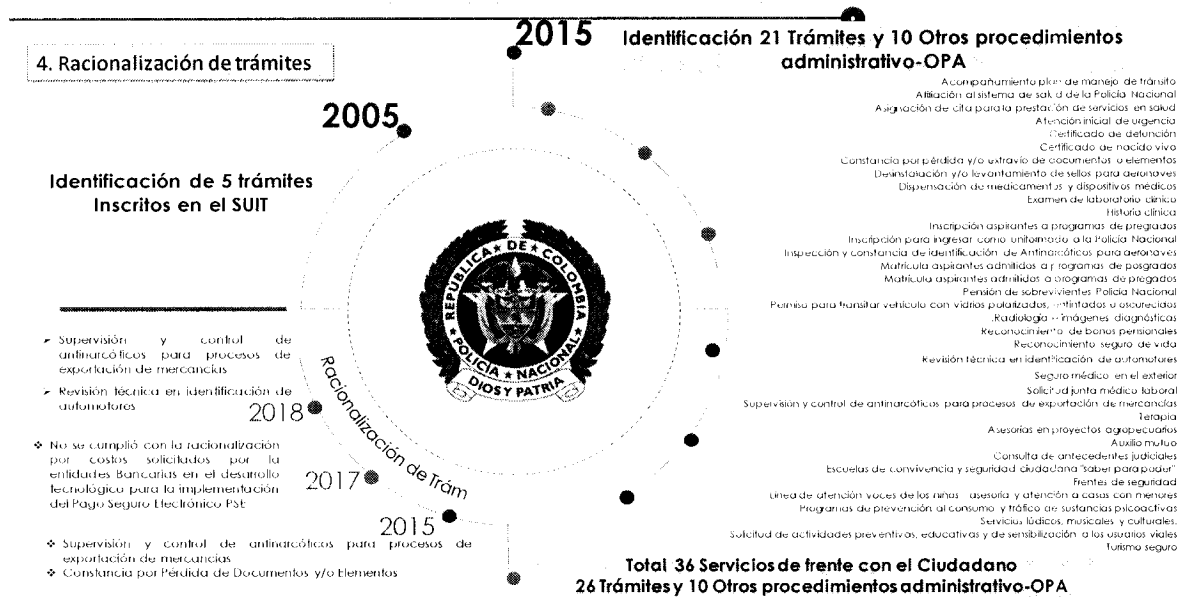 4. Racionalización de trámites
2005
Identificación de 5 trámites
Inscritos en el SUIT
2015
Identificación 21 Trámites y 10 Otros procedimientos
administrativo-OPA
Acompañamiento plan de manejo de tránsito
Afiliación al sistema de salud de la Policía Nacional
Asignación de cita para la prestación de servicios en salud
Atención inicial de urgencia
Certificado de defunción
Certificado de nacido vivo
Constancia por pérdida y/o extravío de documentos o elementos
Desinstalación y/o levantamiento de sellos para aeronaves
Dispensación de medicamentos y dispositivos médicos
Examen de laboratorio clínico
Historia clínica
Inscripción aspirantes a programas de pregrados
Inscripción para ingresar como uniformado a la Policía Nacional
Inspección y constancia de identificación de Antinarcóticos para aeronaves
Matrícula aspirantes admitidos a programas de posgrados
Matrícula aspirantes admitidos a programas de pregados
Pensión de sobrevivientes Policía Nacional
Permiso para transitar vehículo con vidrios polarizados, entintados u oscurecidos
Radiología imágenes diagnósticas
Reconocimiento de bonos pensionales
Reconocimiento seguro de vida
Revisión técnica en identificación de automotores
Seguro médico en el exterior
Solicitud junta médico laboral
Supervisión y control de antinarcóticos para procesos de exportación de mercancías
Terapia
Asesorías en proyectos agropecuarios
Auxilio mutuo
Consulta de antecedentes judiciales
Escuelas de convivencia y seguridad ciudadana "saber para poder"
Frentes de seguridad
Línea de atención voces de los niños asesoría y atención a casos con menores
Programas de prevención al consumo y tráfico de sustancias psicoactivas
Servicios lúdicos, musicales y culturales.
Solicitud de actividades preventivas, educativas y de sensibilización a los usuarios viales
Turismo seguro
Total 36 Servicios de frente con el Ciudadano
26 Trámites y 10 Otros procedimientos administrativo-OPA
REPÚBLICA ★ DE ★ COLOMBIA
★ POLICÍA ★ NACIONAL ★
DIOS Y PATRIA
Racionalización de Trám
➢ Supervisión y control de
antinarcóticos para procesos de
exportación de mercancías
➢ Revisión técnica en identificación de
automotores
2018
❖ No se cumplió con la racionalización
por costos solicitados por la
entidades Bancarias en el desarrollo
tecnológico para la implementación
del Pago Seguro Electrónico PSE
2017
2015
❖ Supervisión y control de antinarcóticos para procesos de
exportación de mercancías
❖ Constancia por Pérdida de Documentos y/o Elementos